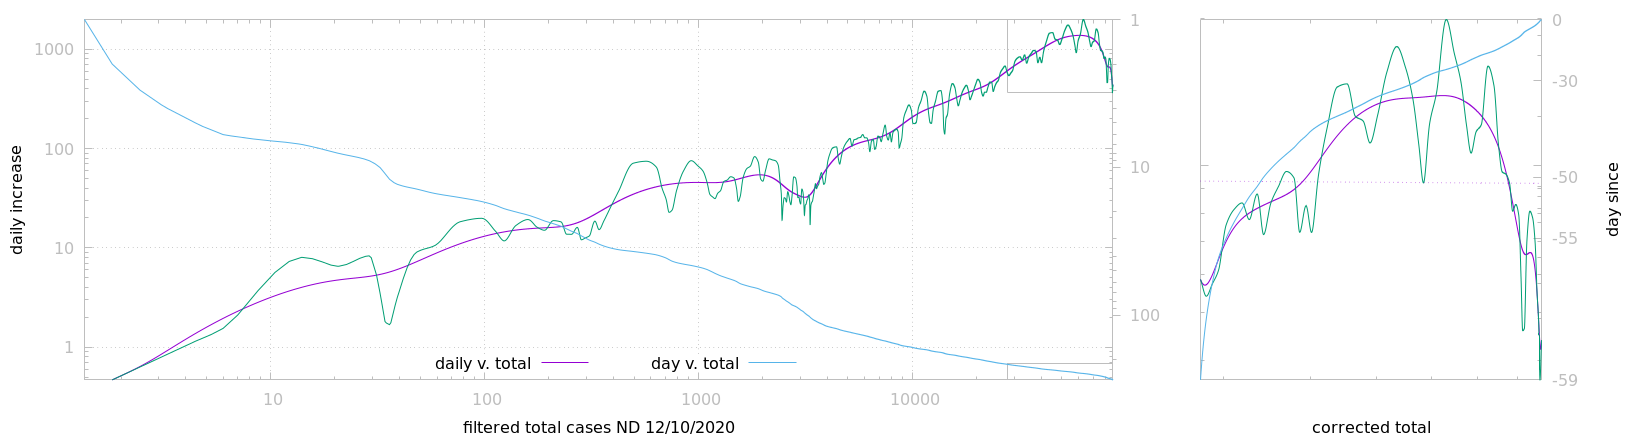 1000
100
10
1
daily increase
10
100
1000
10000
filtered total cases ND 12/10/2020
daily v. total
day v. total
1
10
100
0
-30
-50
-55
-59
day since
corrected total